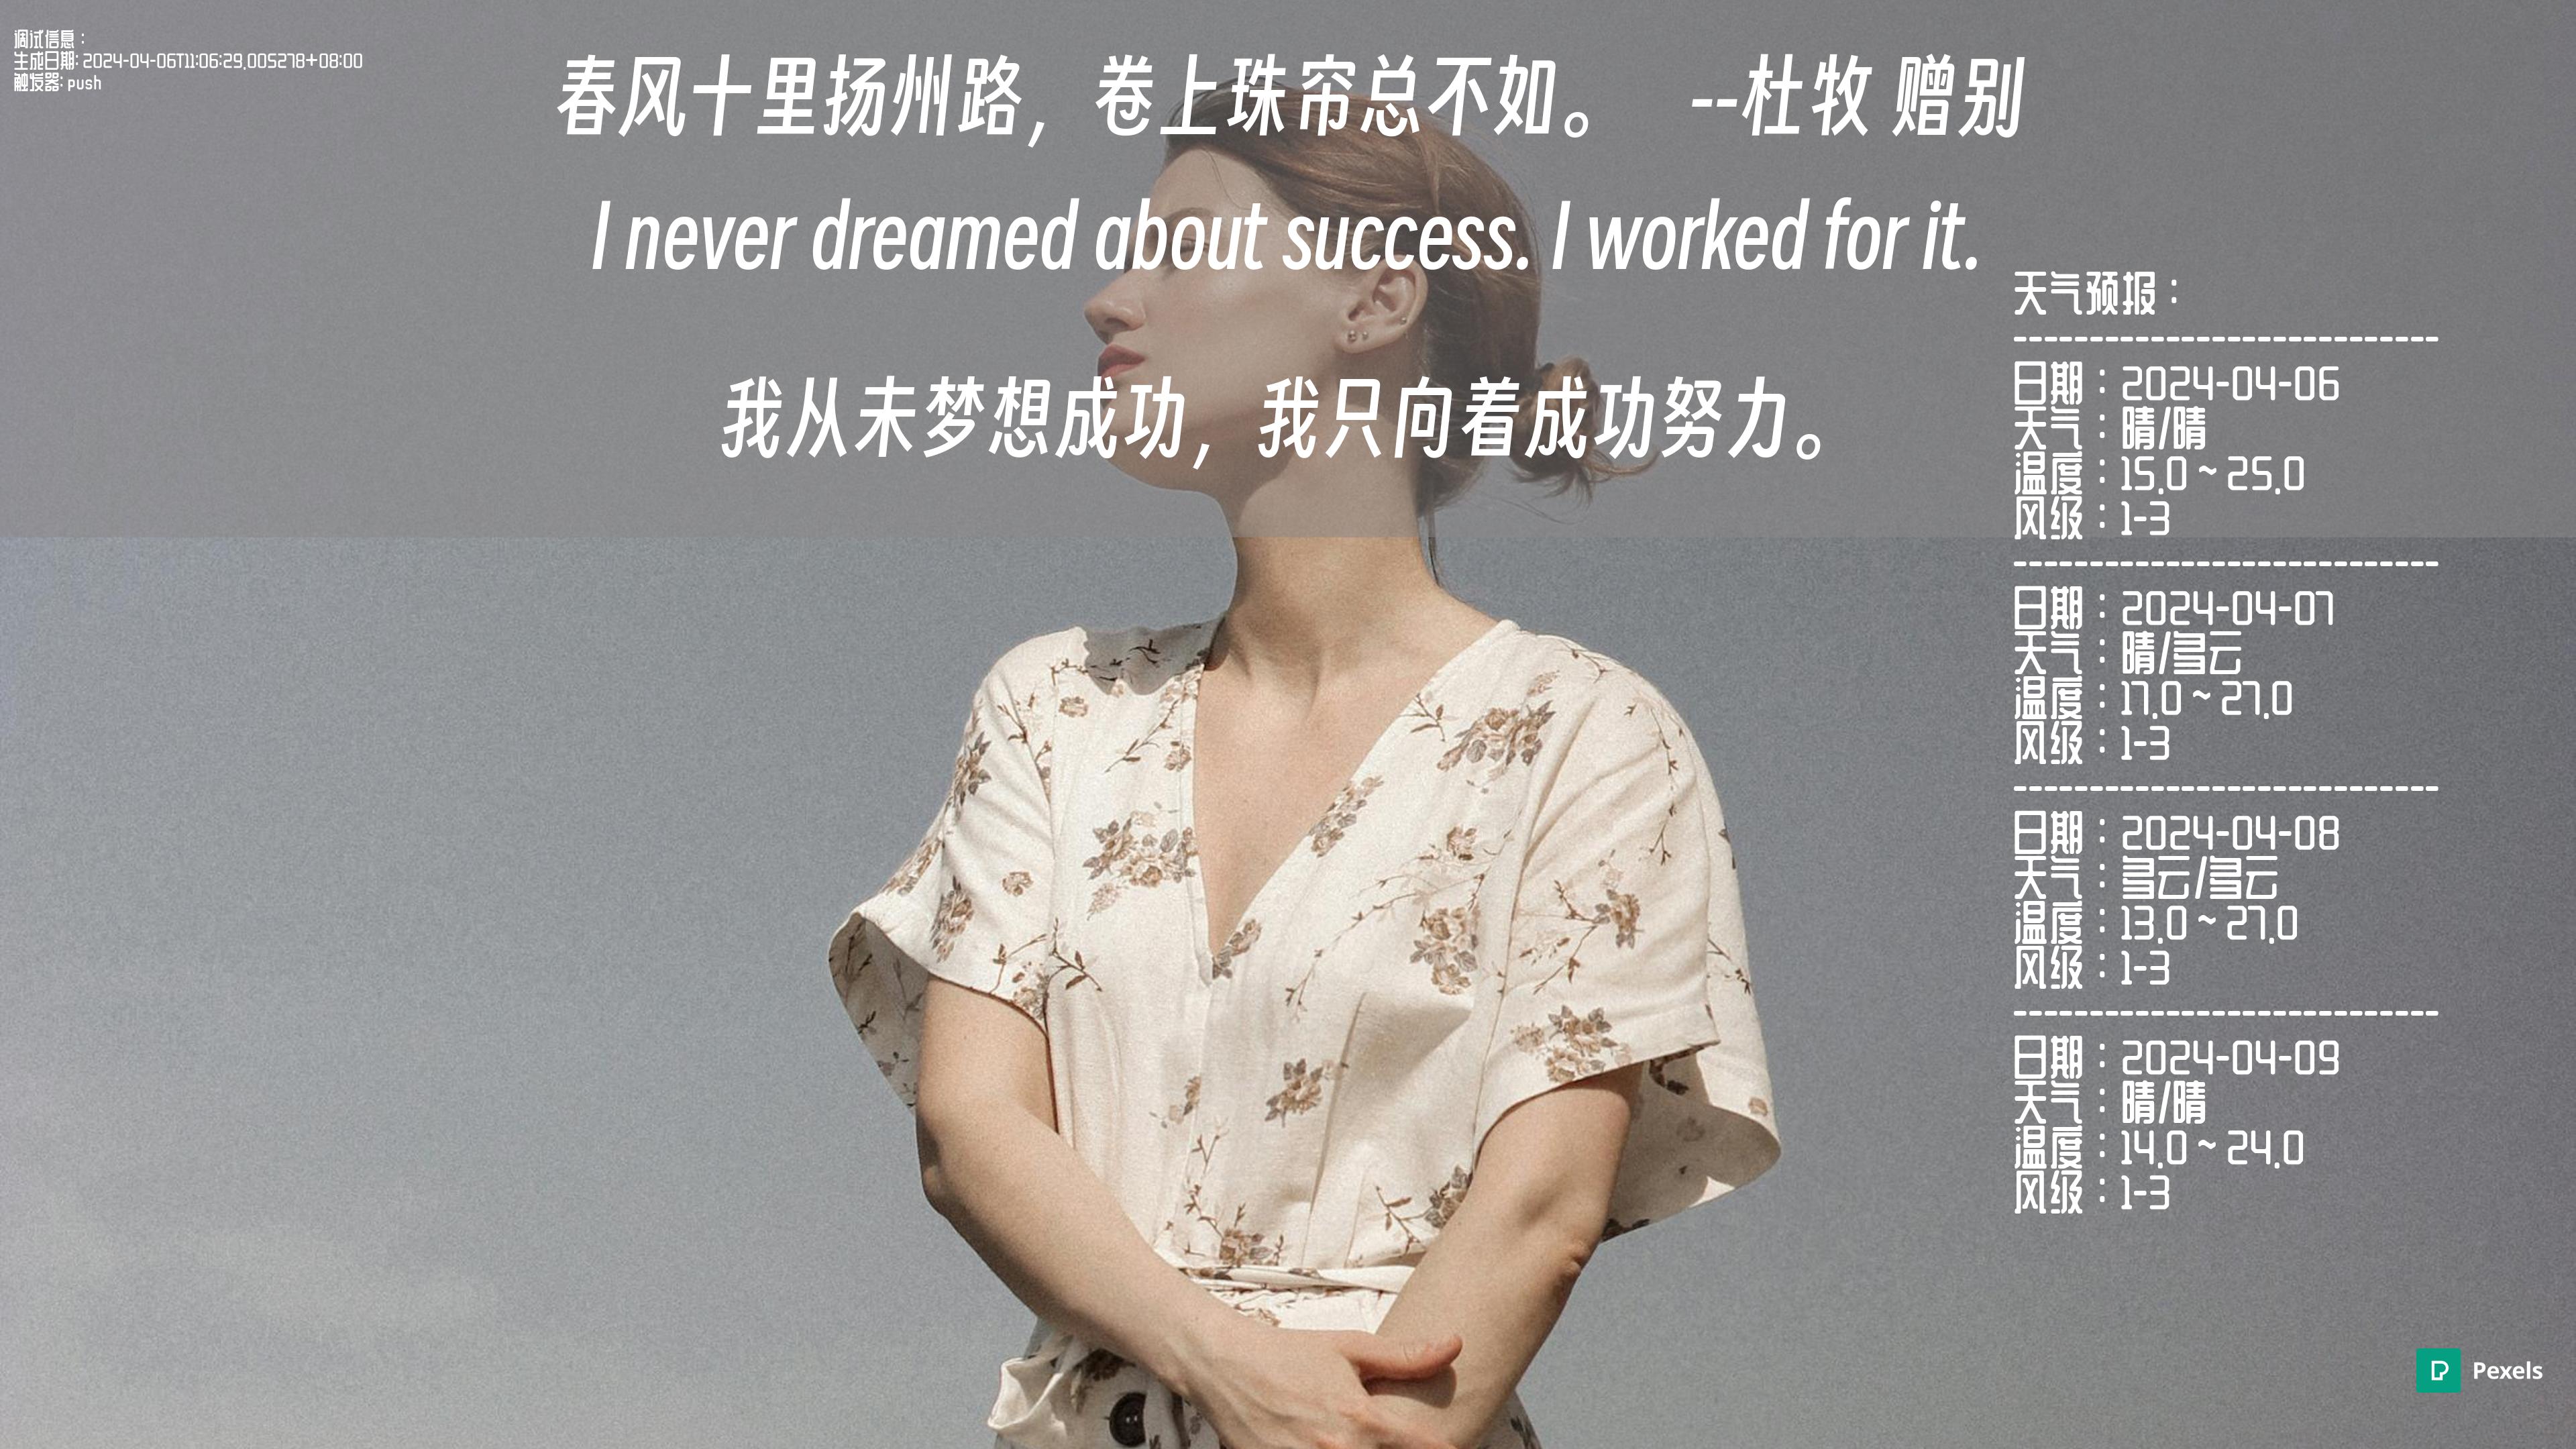 调试信息：
生成日期: 2024-04-06T11:06:29.005278+08:00
触发器: push
春风十里扬州路，卷上珠帘总不如。 --杜牧 赠别
I never dreamed about success. I worked for it.
我从未梦想成功，我只向着成功努力。
天气预报：
---------------------------
日期：2024-04-06
天气：晴/晴
温度：15.0 ~ 25.0
风级：1-3
---------------------------
日期：2024-04-07
天气：晴/多云
温度：17.0 ~ 27.0
风级：1-3
---------------------------
日期：2024-04-08
天气：多云/多云
温度：13.0 ~ 27.0
风级：1-3
---------------------------
日期：2024-04-09
天气：晴/晴
温度：14.0 ~ 24.0
风级：1-3
Pexels